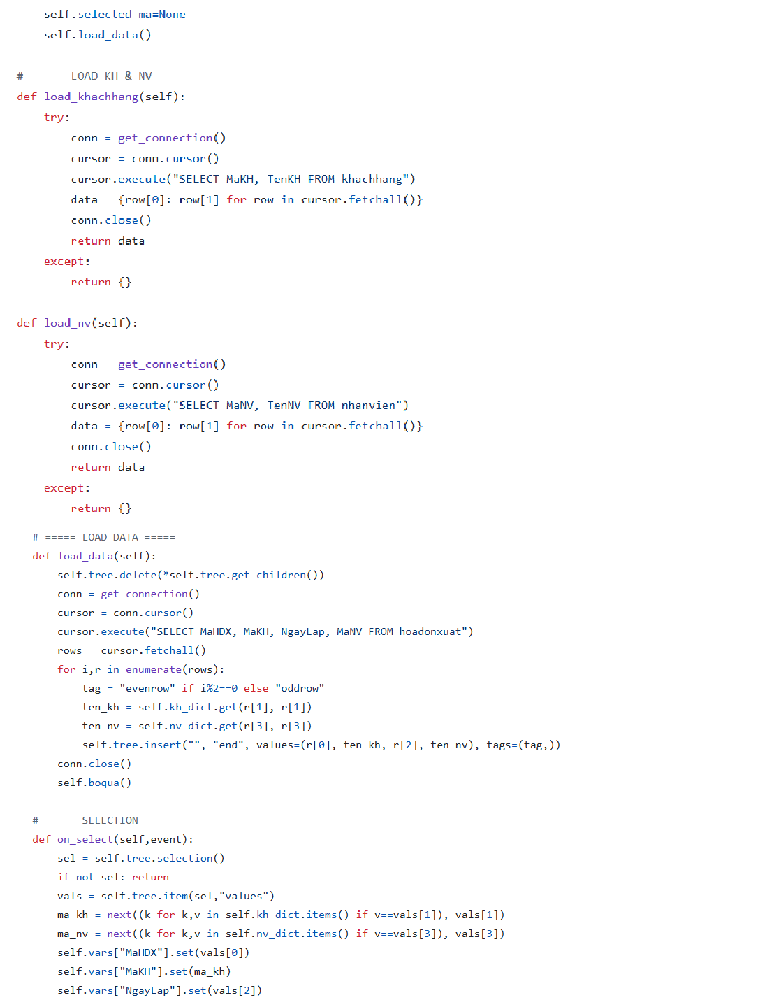 self.selected_ma=None
self.load_data()
# ===== LOAD KH & NV =====
def load_khachhang(self):
try:
conn = get_connection()
cursor = conn.cursor()
cursor.execute("SELECT MaKH, TenKH FROM khachhang")
data = {row[0]: row[1] for row in cursor.fetchall()}
conn.close()
return data
except:
return {}
def load_nv(self):
try:
conn = get_connection()
cursor = conn.cursor()
cursor.execute("SELECT MaNV, TenNV FROM nhanvien")
data = {row[0]: row[1] for row in cursor.fetchall()}
conn.close()
return data
except:
return {}
# ===== LOAD DATA =====
def load_data(self):
self.tree.delete(*self.tree.get_children())
conn = get_connection()
cursor = conn.cursor()
cursor.execute("SELECT MaHDX, MaKH, NgayLap, MaNV FROM hoadonxuat")
rows = cursor.fetchall()
for i,r in enumerate(rows):
tag = "evenrow" if i%2==0 else "oddrow"
ten_kh = self.kh_dict.get(r[1], r[1])
ten_nv = self.nv_dict.get(r[3], r[3])
self.tree.insert("", "end", values=(r[0], ten_kh, r[2], ten_nv), tags=(tag,))
conn.close()
self.boqua()
# ===== SELECTION =====
def on_select(self,event):
sel = self.tree.selection()
if not sel: return
vals = self.tree.item(sel,"values")
ma_kh = next((k for k,v in self.kh_dict.items() if v==vals[1]), vals[1])
ma_nv = next((k for k,v in self.nv_dict.items() if v==vals[3]), vals[3])
self.vars["MaHDX"].set(vals[0])
self.vars["MaKH"].set(ma_kh)
self.vars["NgayLap"].set(vals[2])